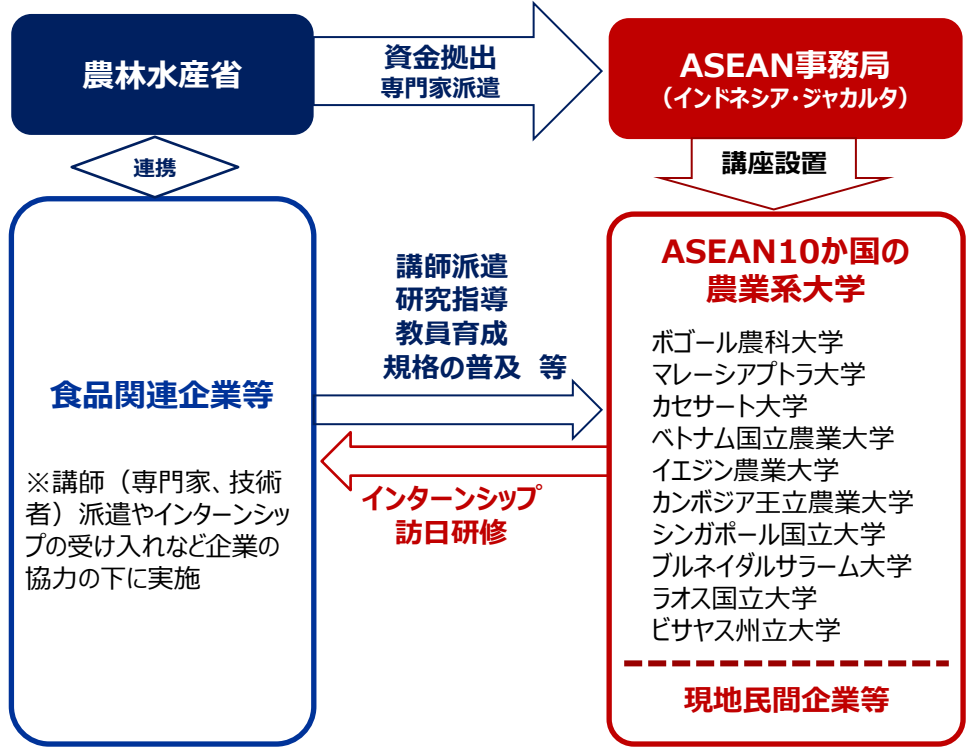 農林水産省
資金拠出
専門家派遣
ASEAN事務局
（インドネシア・ジャカルタ）
連携
講座設置
食品関連企業等
※講師（専門家、技術
者）派遣やインターンシッ
プの受け入れなど企業の
協力の下に実施
講師派遣
研究指導
教員育成
規格の普及 等
インターンシップ
訪日研修
ASEAN10か国の
農業系大学
ボゴール農科大学
マレーシアプトラ大学
カセサート大学
ベトナム国立農業大学
イエジン農業大学
カンボジア王立農業大学
シンガポール国立大学
ブルネイダルサラーム大学
ラオス国立大学
ビサヤス州立大学
現地民間企業等